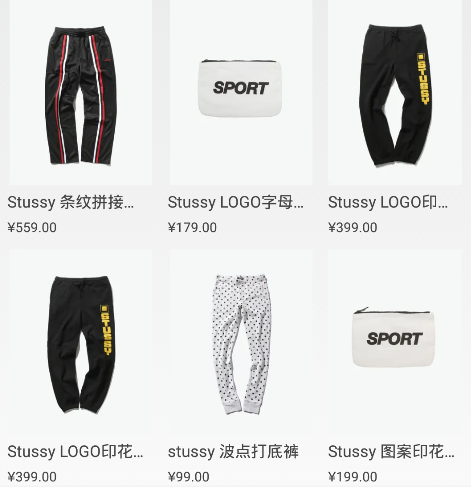 STUSSY
SPORT
STUSSY
Stussy 条纹拼接...
Stussy LOGO字母...
Stussy LOGO印...
¥559.00
¥179.00
¥399.00
STUSSY
SPORT
Stussy LOGO印花...
stussy 波点打底裤
Stussy 图案印花...
¥399.00
¥99.00
¥199.00